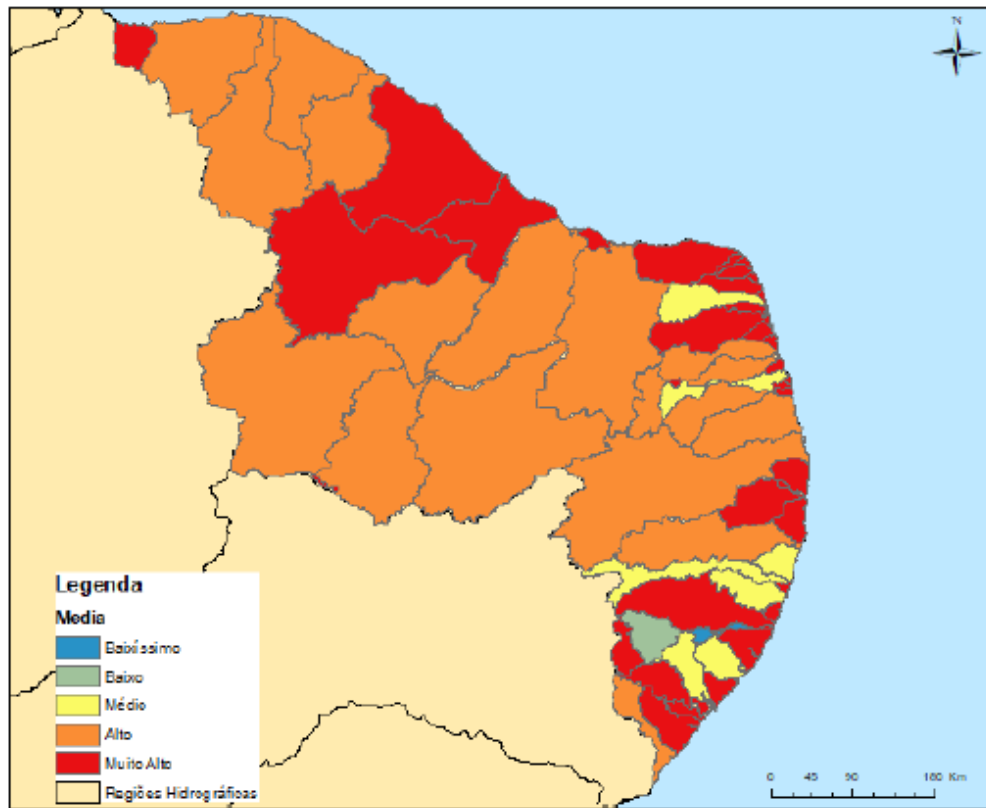 N
Legenda
Media
Baixíssimo
Baixo
Médio
Alto
Muito Alto
Regiões Hidrográficas
0 45 90 180 Km